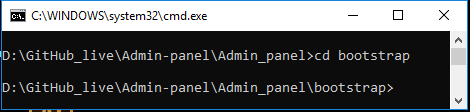 C:\WINDOWS\system32\cmd.exe
D:\GitHub_live\Admin-panel\Admin_panel>cd bootstrap
D:\GitHub_live\Admin-panel\Admin_panel\bootstrap>